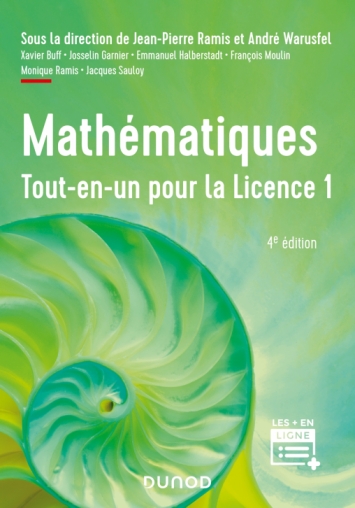 Sous la direction de Jean-Pierre Ramis et André Warusfel
Xavier Buff • Josselin Garnier • Emmanuel Halberstadt • François Moulin
Monique Ramis • Jacques Sauloy
Mathématiques
Tout-en-un pour la Licence 1
4e édition
LES + EN
LIGNE
DUNOD